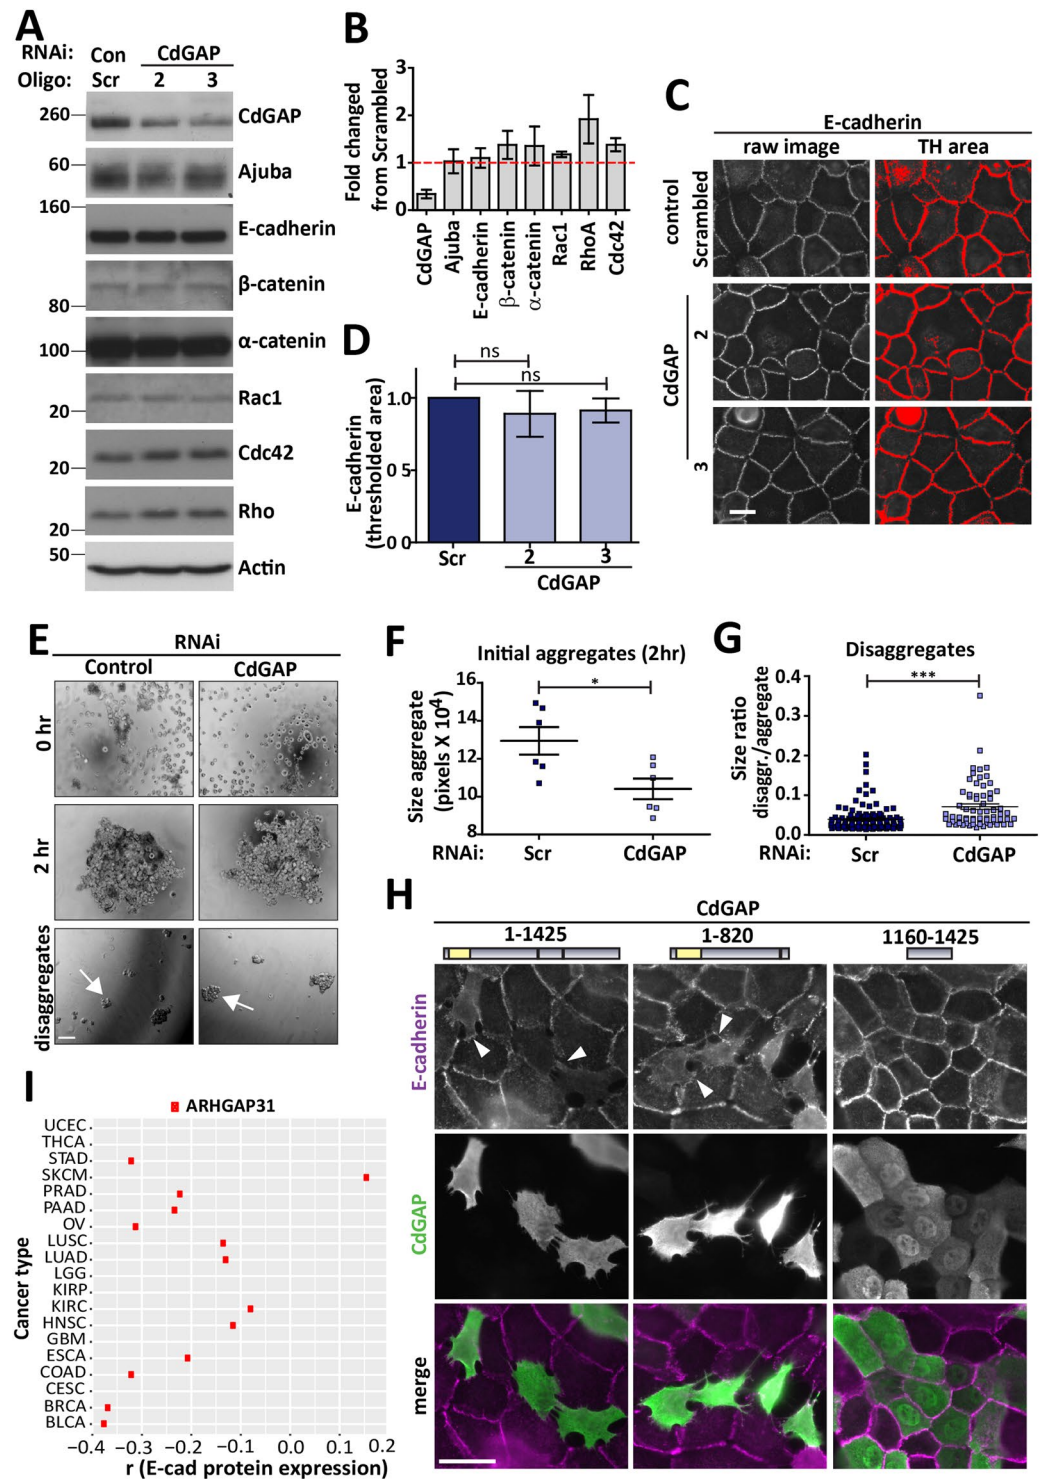 A
RNAi: Con CdGAP
Oligo: Scr 2 3
260 CdGAP
60 Ajuba
160
E-cadherin
β-catenin
80
α-catenin
100
Rac1
20
Cdc42
20
Rho
20
50
Actin
B
Fold changed
from Scrambled
3
2
1
0
CdGAP
Ajuba
E-cadherin
β-catenin
α-catenin
Rac1
RhoA
Cdc42
C
E-cadherin
raw image TH area
control
Scrambled
CdGAP
2
3
D
ns
ns
E-cadherin
(thresholded area)
1.0
0 5
0 0
Scr 2 3
CdGAP
E
RNAi
Control CdGAP
0 hr
2 hr
disaggregates
F
Initial aggregates (2hr)
*
Size aggregate
(pixels X 10⁴)
16
14
12
10
8
RNAi: Scr CdGAP
G
Disaggregates
***
Size ratio
disaggr./aggregate
0.4
0.3
0.2
0.1
0.0
RNAi: Scr CdGAP
H
CdGAP
1-1425 1-820 1160-1425
E-cadherin
CdGAP
merge
I
ARHGAP31
Cancer type
UCEC
THCA
STAD
SKCM
PRAD
PAAD
OV
LUSC
LUAD
LGG
KIRP
KIRC
HNSC
GBM
ESCA
COAD
CESC
BRCA
BLCA
−0.4 −0.3 −0.2 −0.1 0.0 0.1 0.2
r (E-cad protein expression)